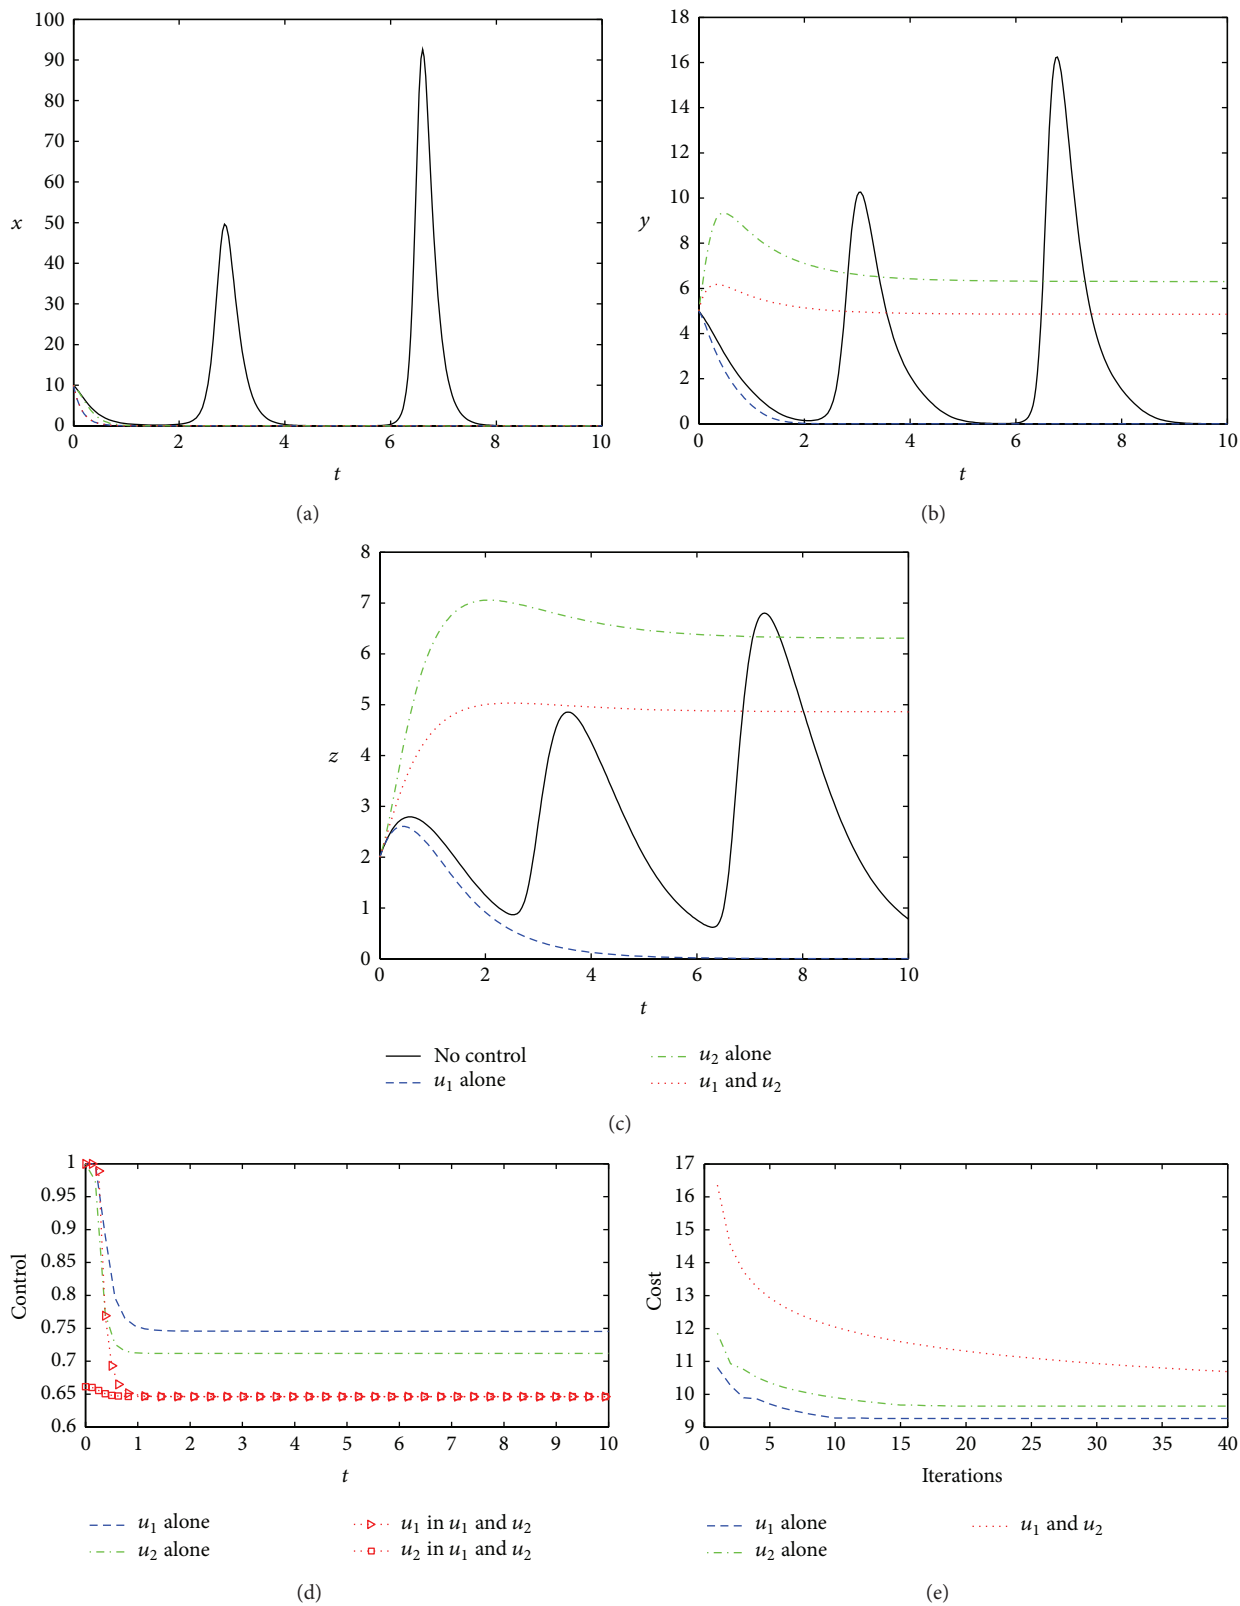 100
90
80
70
60
50
40
30
20
10
0
x
0 2 4 6 8 10
t
(a)
18
16
14
12
10
8
6
4
2
0
y
0 2 4 6 8 10
t
(b)
8
7
6
5
4
3
2
1
0
z
0 2 4 6 8 10
t
No control
u1 alone
u2 alone
u1 and u2
(c)
1
0.95
0.9
0.85
0.8
0.75
0.7
0.65
0.6
Control
0 1 2 3 4 5 6 7 8 9 10
t
u1 alone
u2 alone
u1 in u1 and u2
u2 in u1 and u2
(d)
17
16
15
14
13
12
11
10
9
Cost
0 5 10 15 20 25 30 35 40
Iterations
u1 alone
u2 alone
u1 and u2
(e)